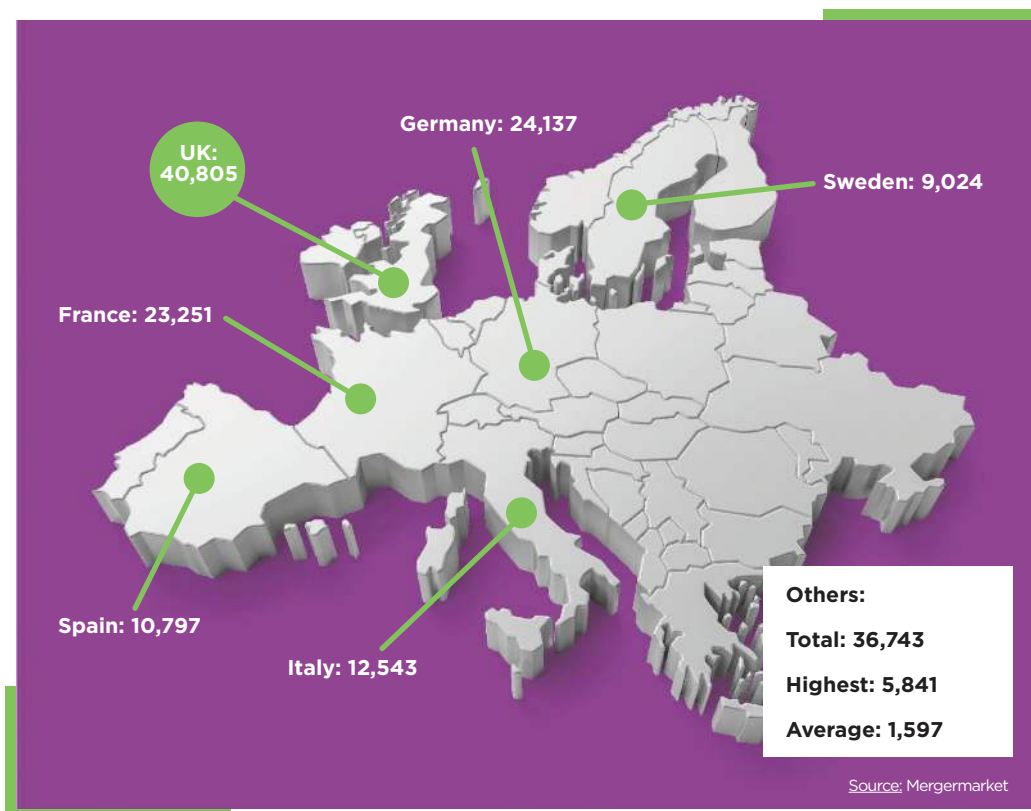 Germany: 24,137
UK:
40,805
Sweden: 9,024
France: 23,251
Spain: 10,797
Italy: 12,543
Others:
Total: 36,743
Highest: 5,841
Average: 1,597
Source: Mergermarket